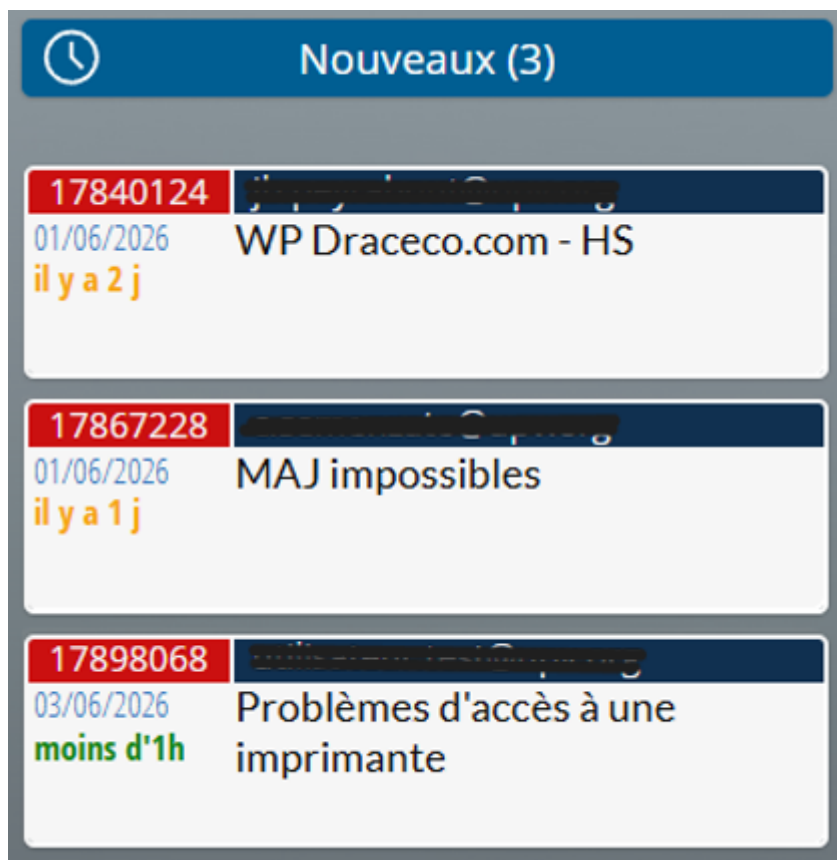 Nouveaux (3)
17840124
01/06/2026
WP Draceco.com - HS
il y a 2 j
17867228
01/06/2026
MAJ impossibles
il y a 1 j
17898068
03/06/2026
Problèmes d'accès à une
moins d'1h
imprimante